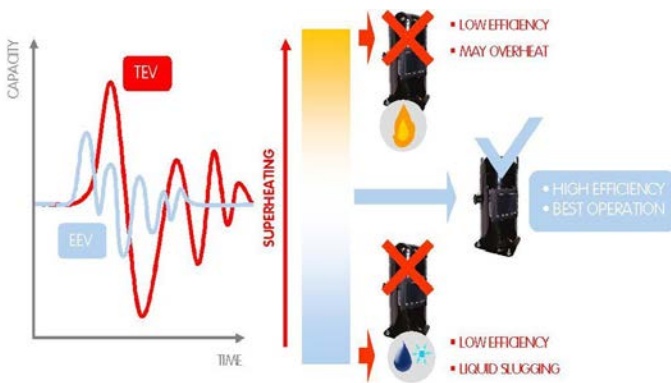 CAPACITY
TEV
EEV
TIME
SUPERHEATING
• LOW EFFICIENCY
• MAY OVERHEAT
• HIGH EFFICIENCY
• BEST OPERATION
• LOW EFFICIENCY
• LIQUID SLUGGING